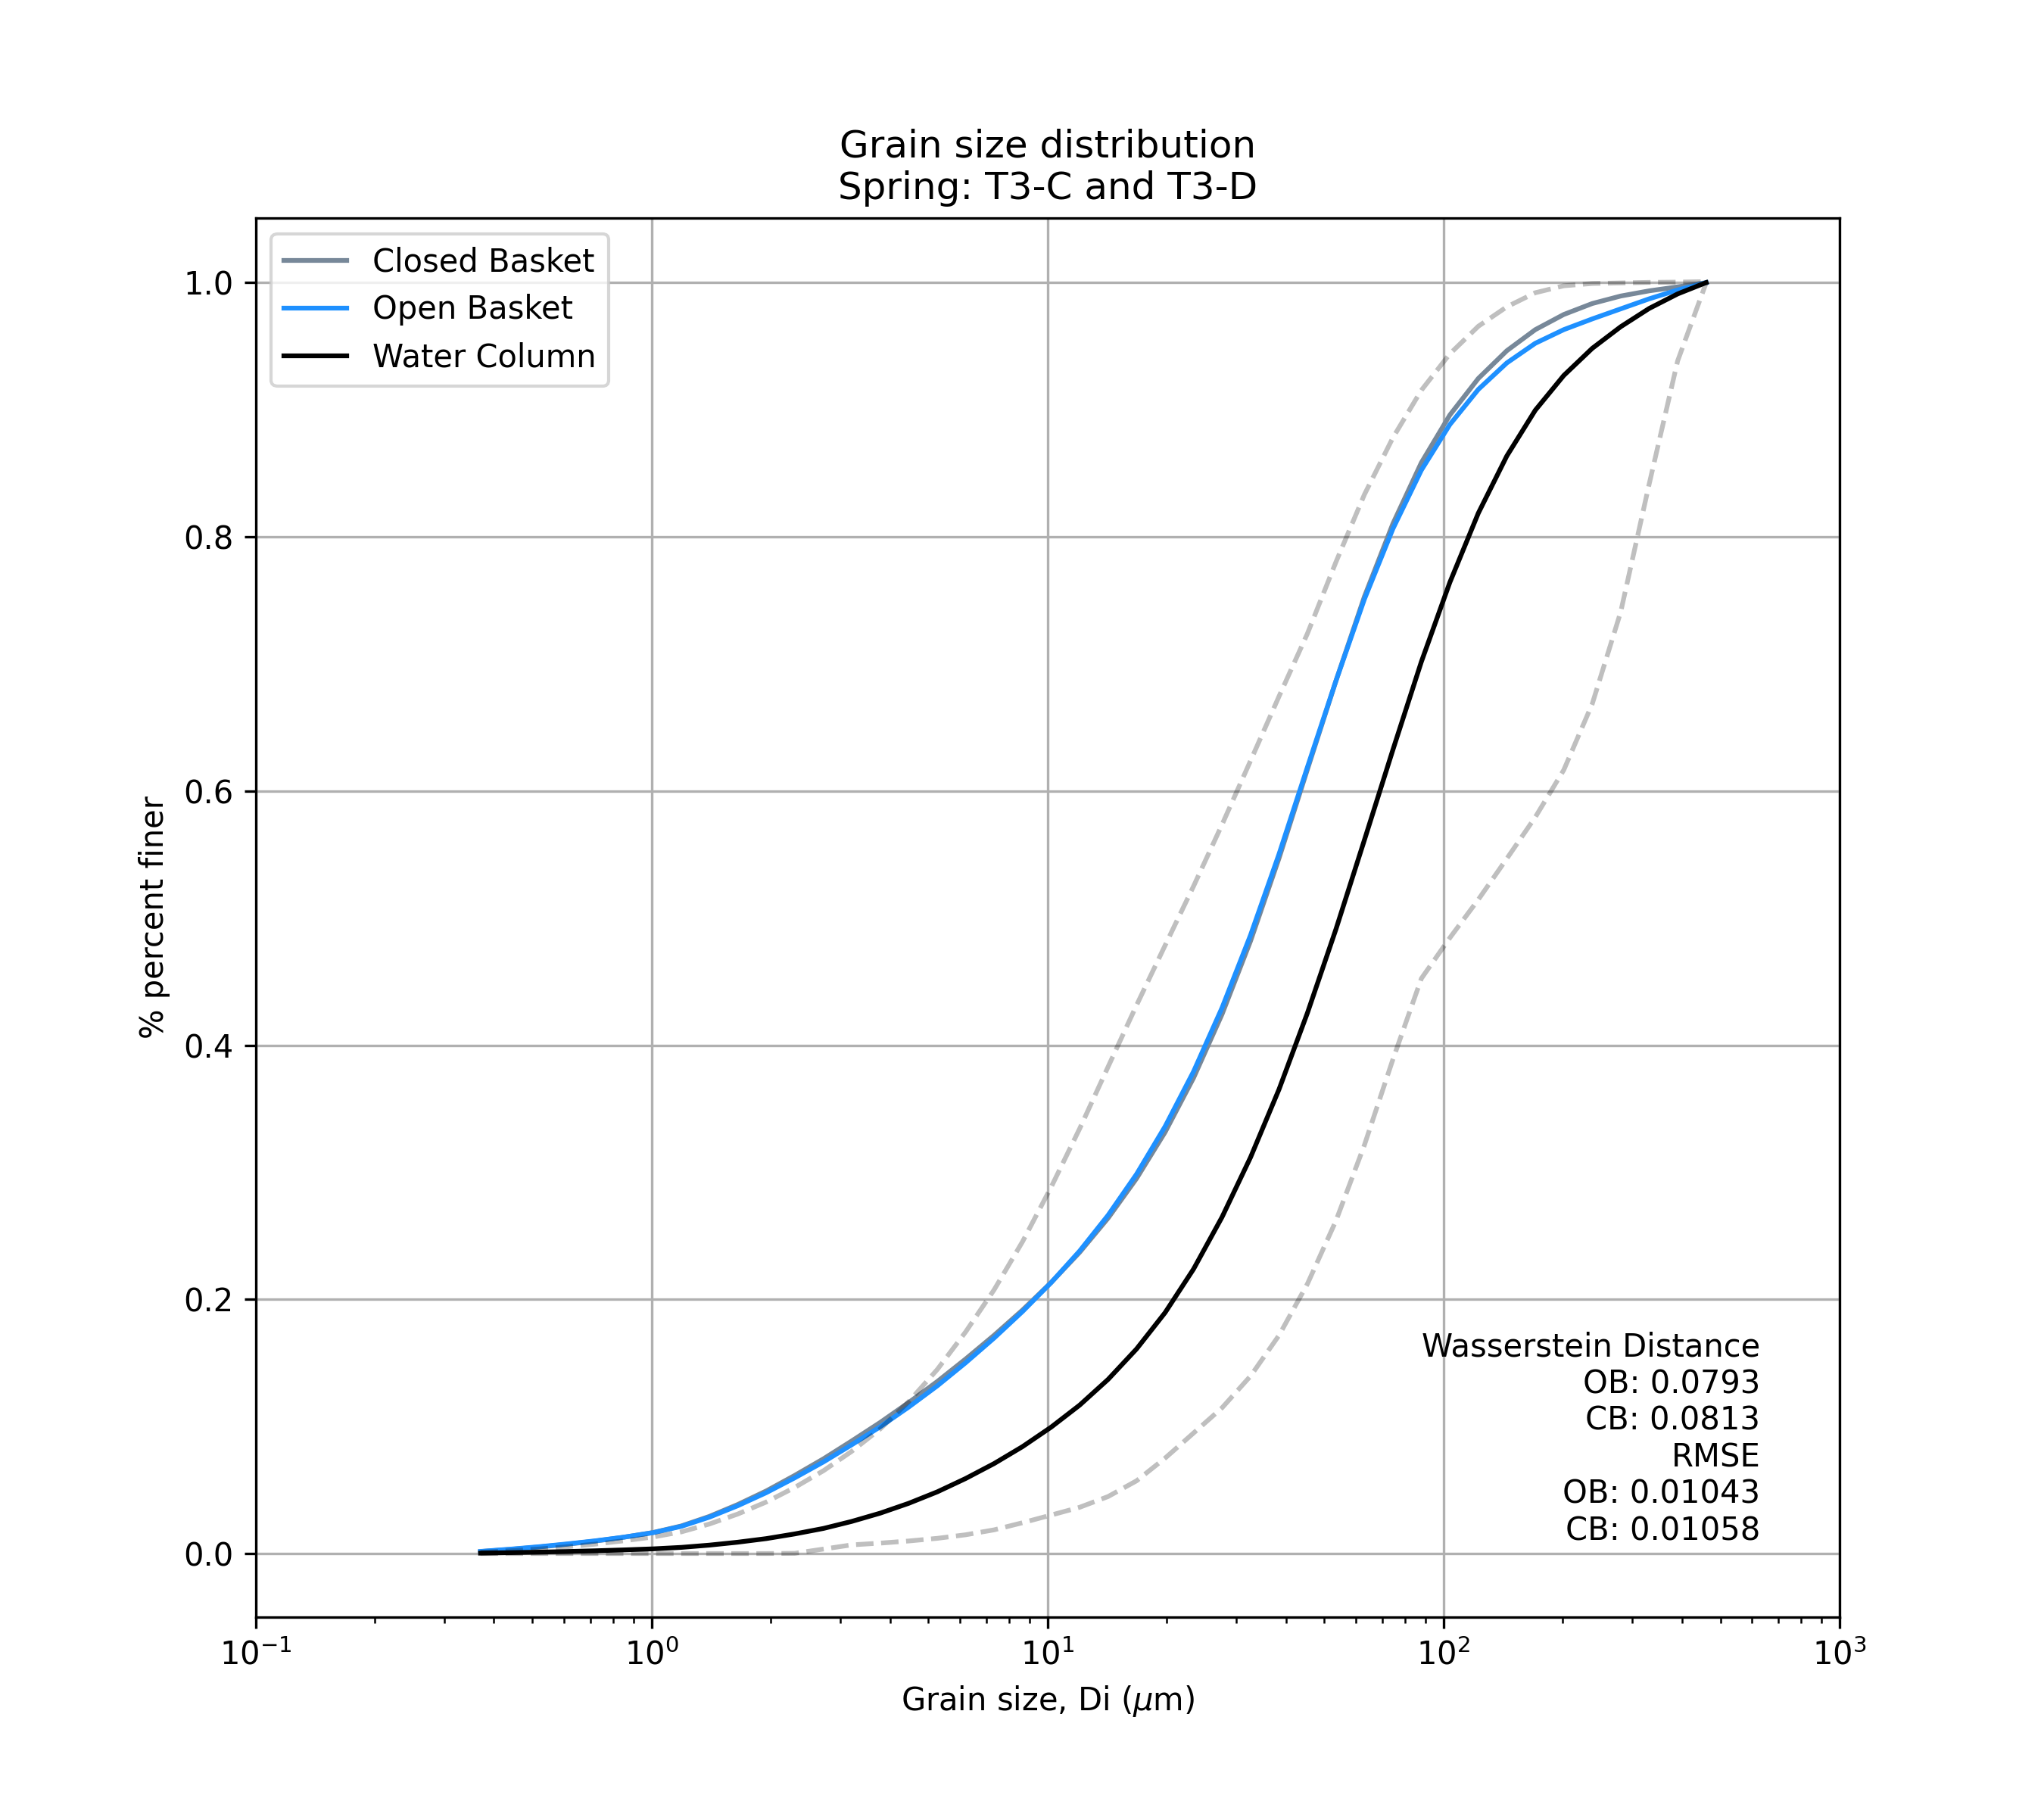 Grain size distribution
Spring: T3-C and T3-D
Closed Basket
Open Basket
Water Column
1.0
0.8
0.6
0.4
0.2
0.0
% percent finer
Wasserstein Distance
OB: 0.0793
CB: 0.0813
RMSE
OB: 0.01043
CB: 0.01058
10⁻¹ 10⁰ 10¹ 10² 10³
Grain size, Di (μm)